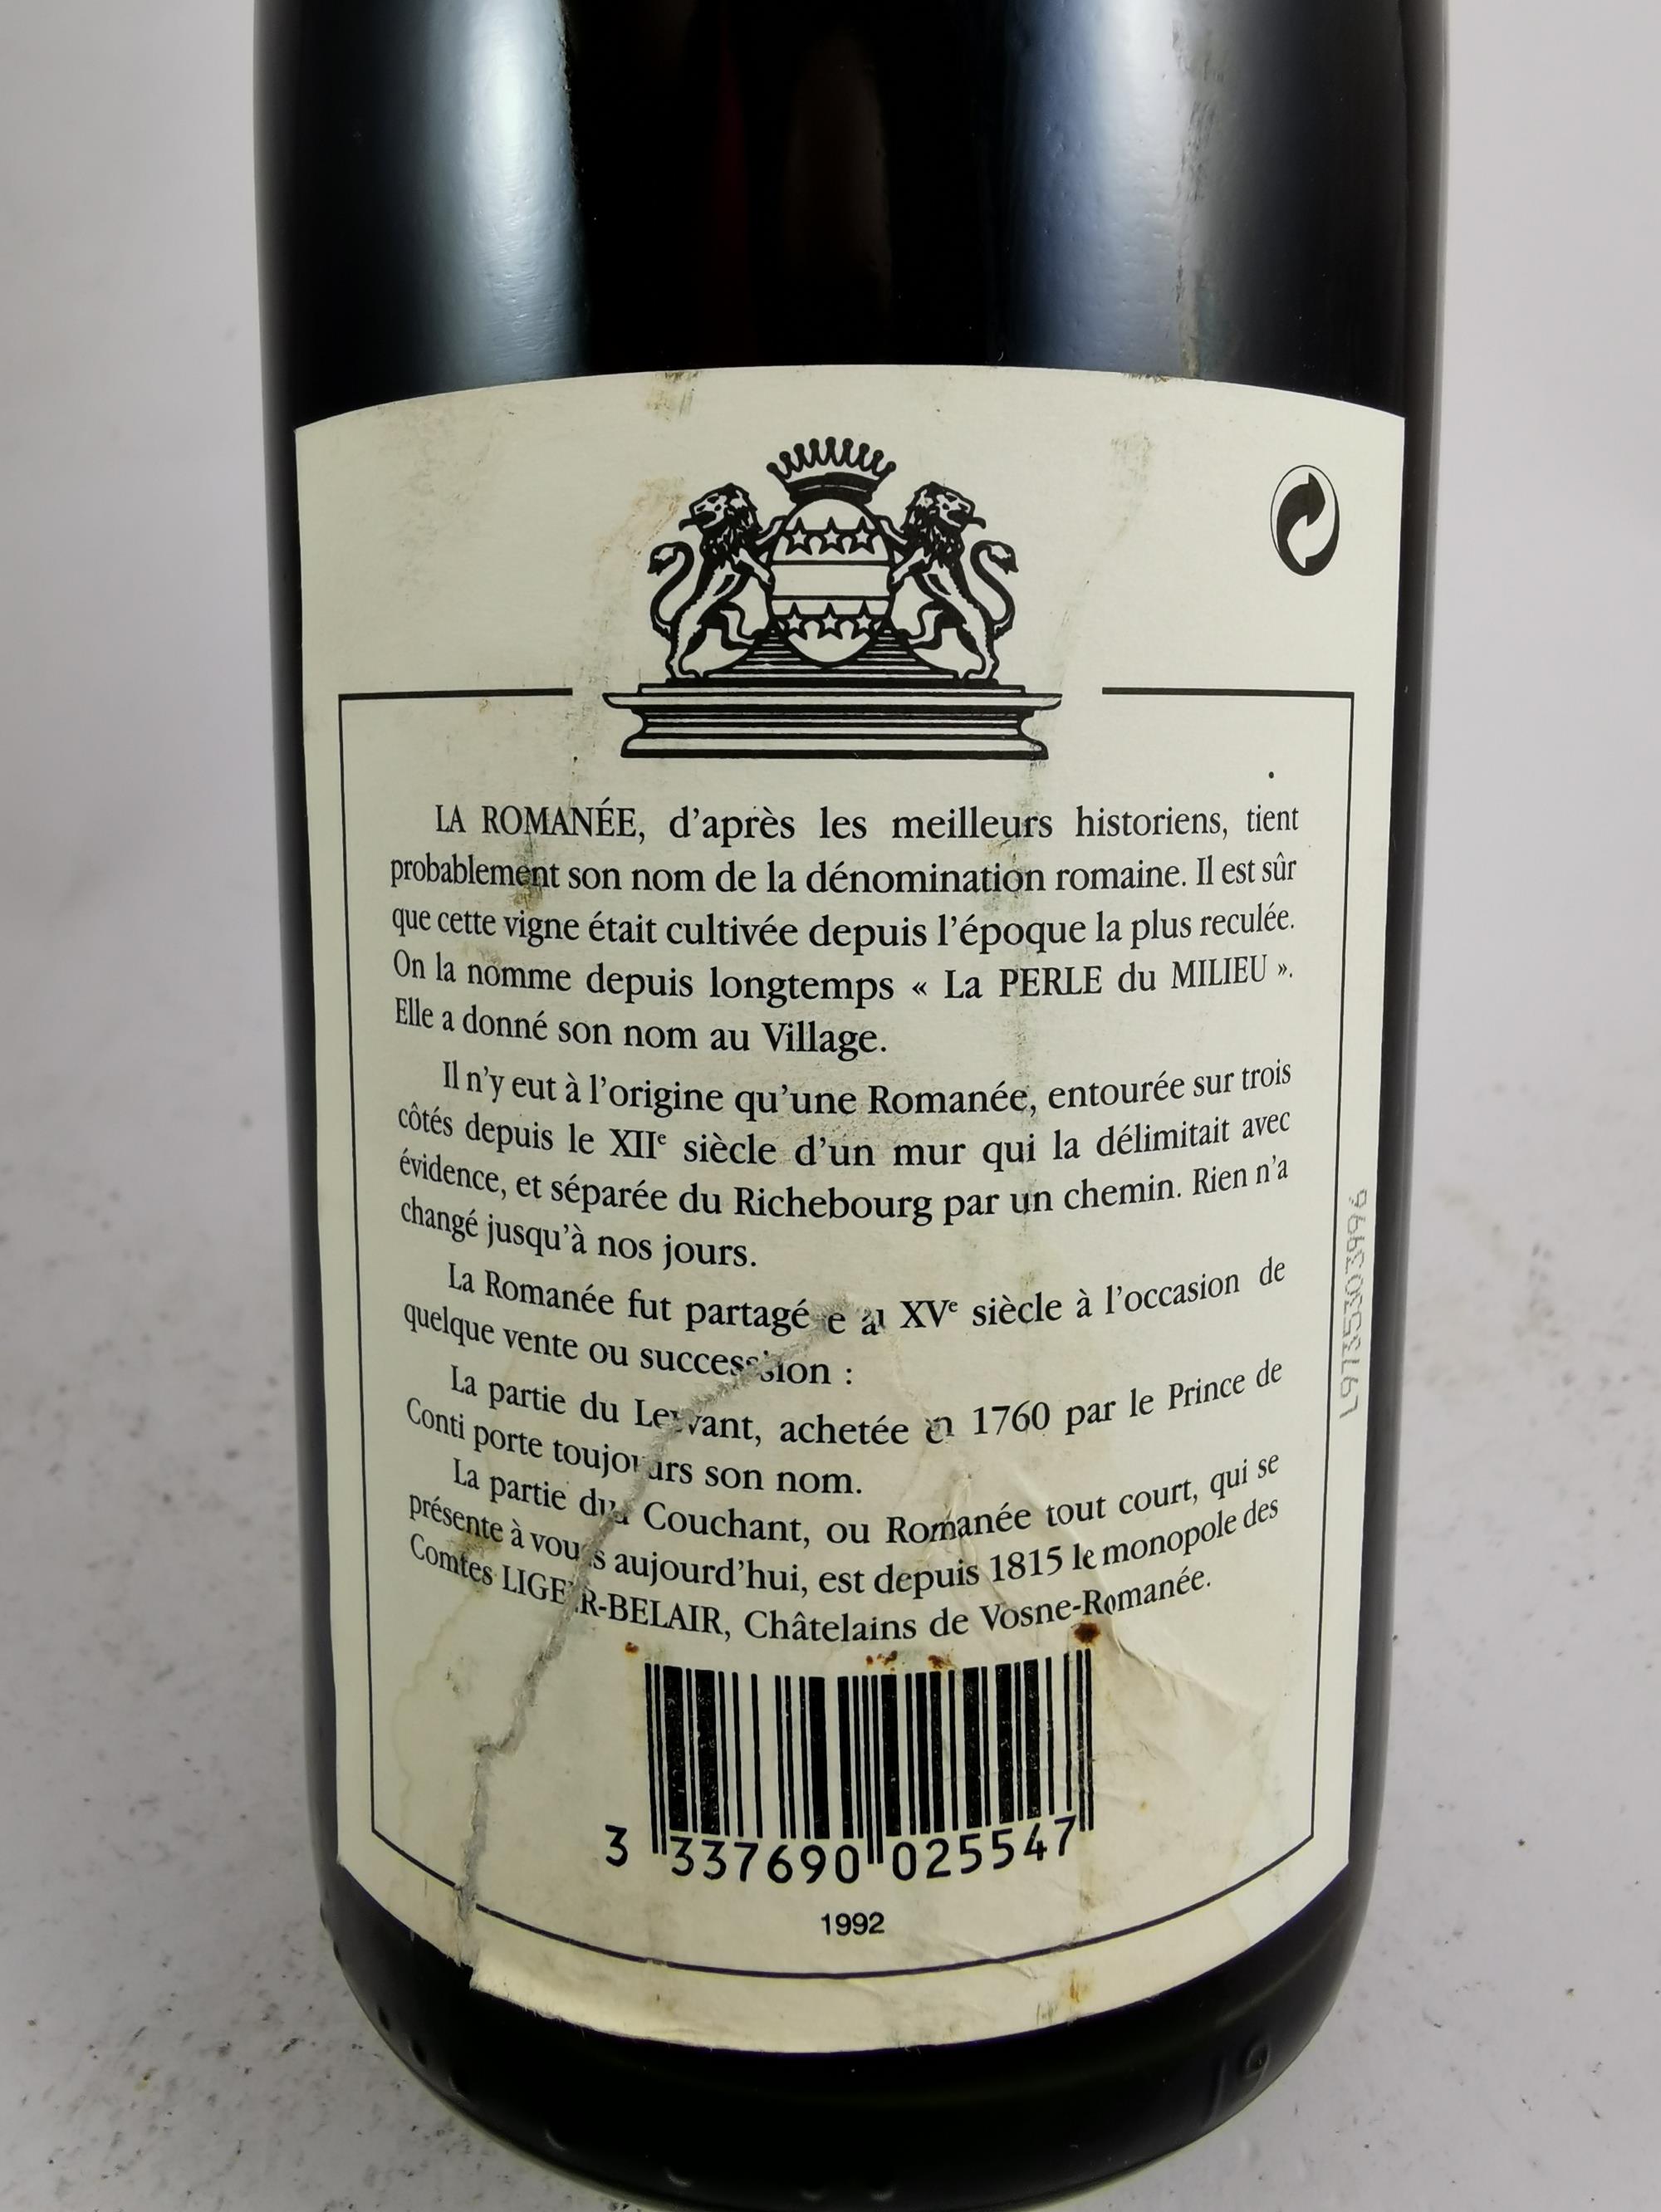 LA ROMANÉE, d'après les meilleurs historiens, tient
probablement son nom de la dénomination romaine. Il est sûr
que cette vigne était cultivée depuis l'époque la plus reculée.
On la nomme depuis longtemps « La PERLE du MILIEU ».
Elle a donné son nom au Village.
Il n'y eut à l'origine qu'une Romanée, entourée sur trois
côtés depuis le XIIe siècle d'un mur qui la délimitait avec
évidence, et séparée du Richebourg par un chemin. Rien n'a
changé jusqu'à nos jours.
La Romanée fut partagée au XVe siècle à l'occasion de
quelque vente ou succession :
La partie du Levant, achetée en 1760 par le Prince de
Conti porte toujours son nom.
La partie du Couchant, ou Romanée tout court, qui se
présente à vous aujourd'hui, est depuis 1815 le monopole des
Comtes LIGER-BELAIR, Châtelains de Vosne-Romanée.
L9735303996
3 337690 025547
1992
19